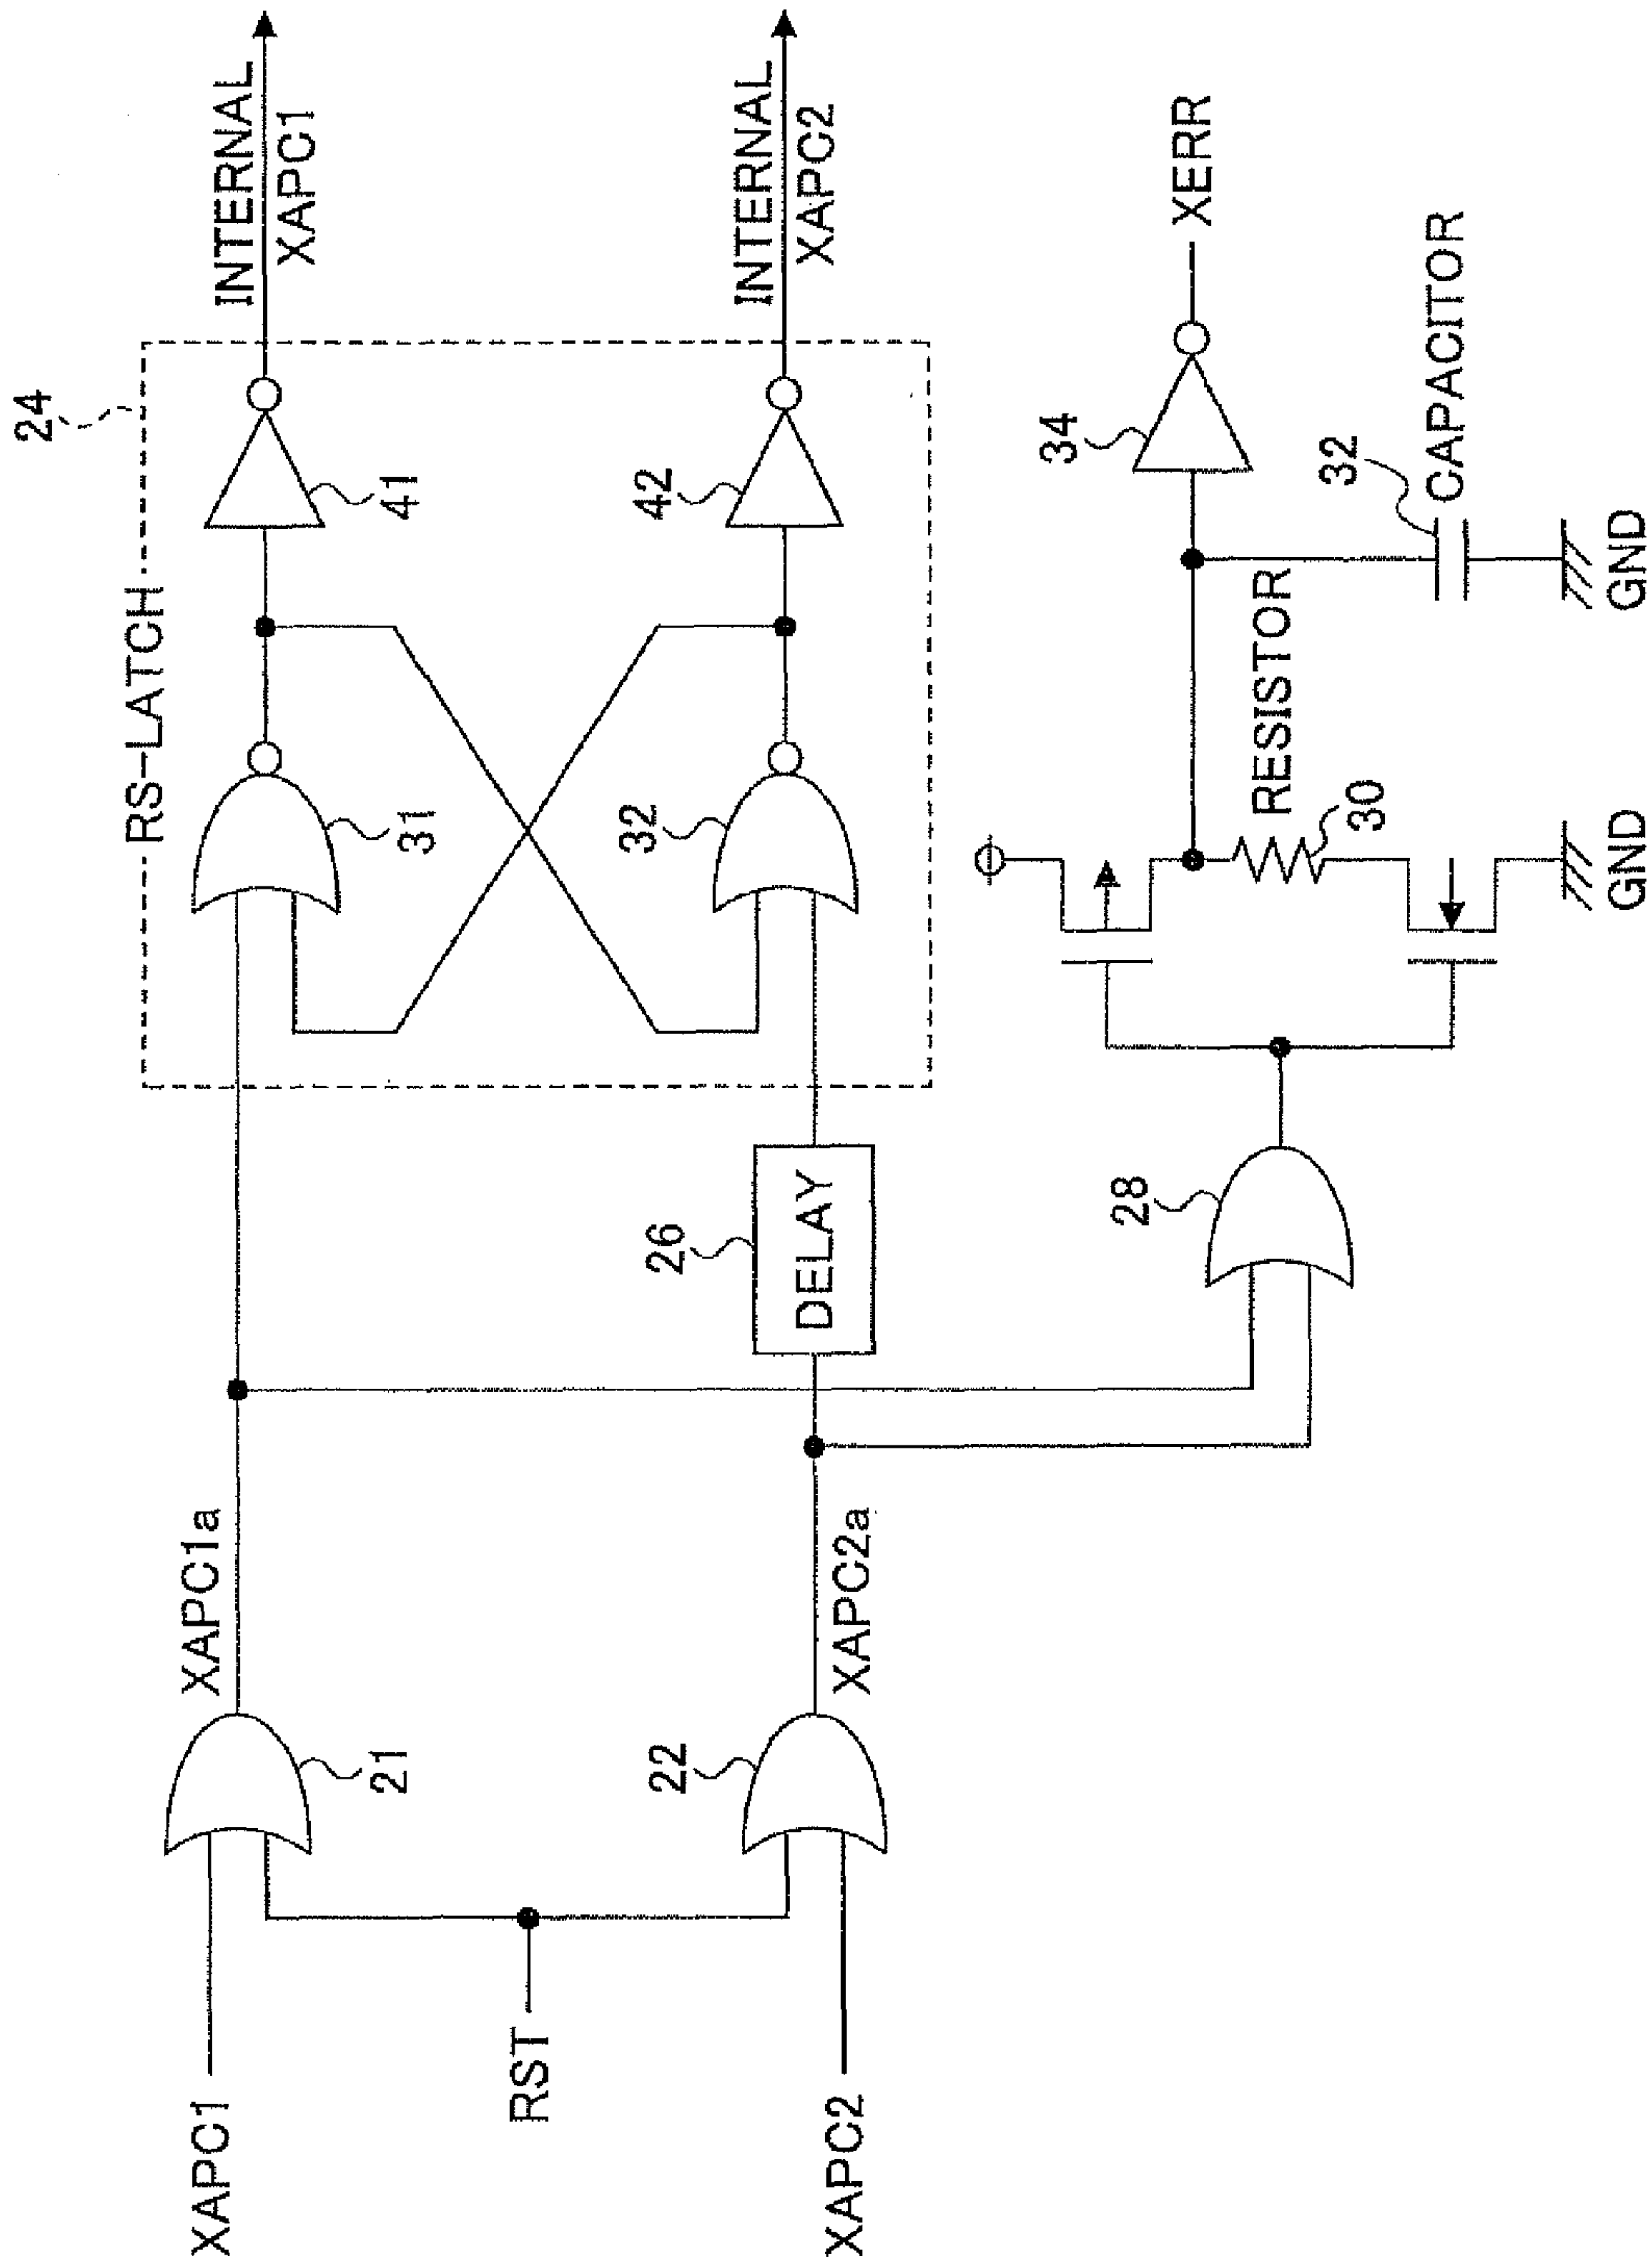 XAPC1
RST
XAPC2
21
22
XAPC1a
XAPC2a
26
DELAY
28
RS-LATCH
24
31
32
41
42
INTERNAL
XAPC1
INTERNAL
XAPC2
RESISTOR
30
GND
34
XERR
32
CAPACITOR
GND